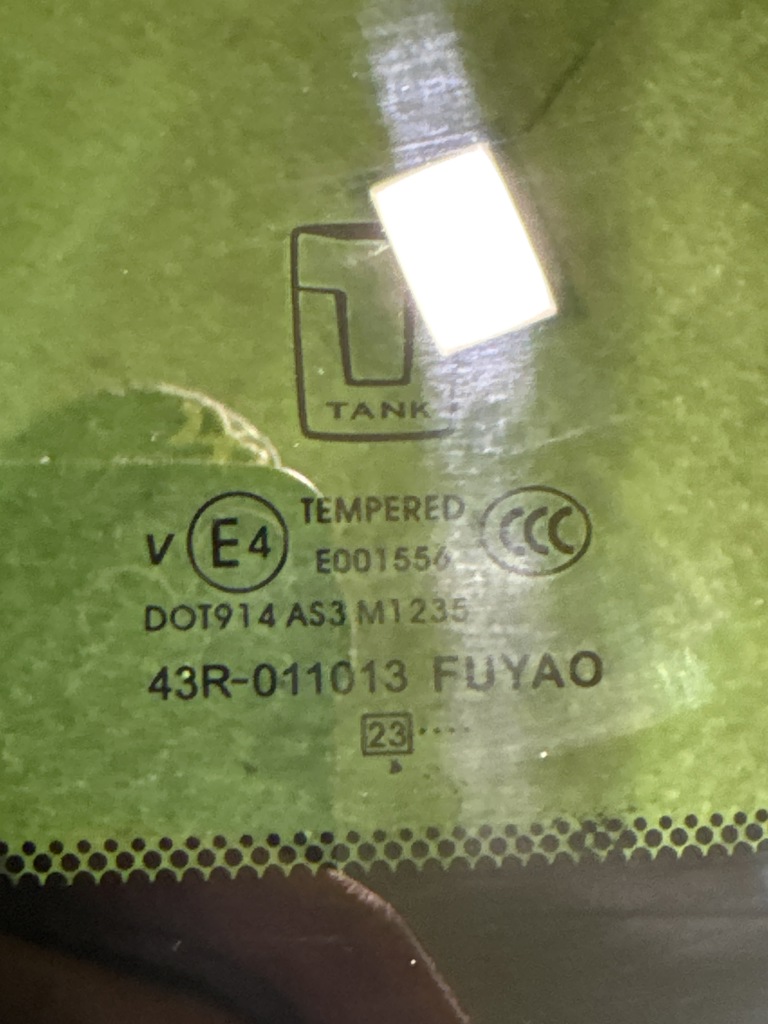 TANK
TEMPERED
V E4 E001556 CCC
DOT914 AS3 M1235
43R-011013 FUYAO
23 ....